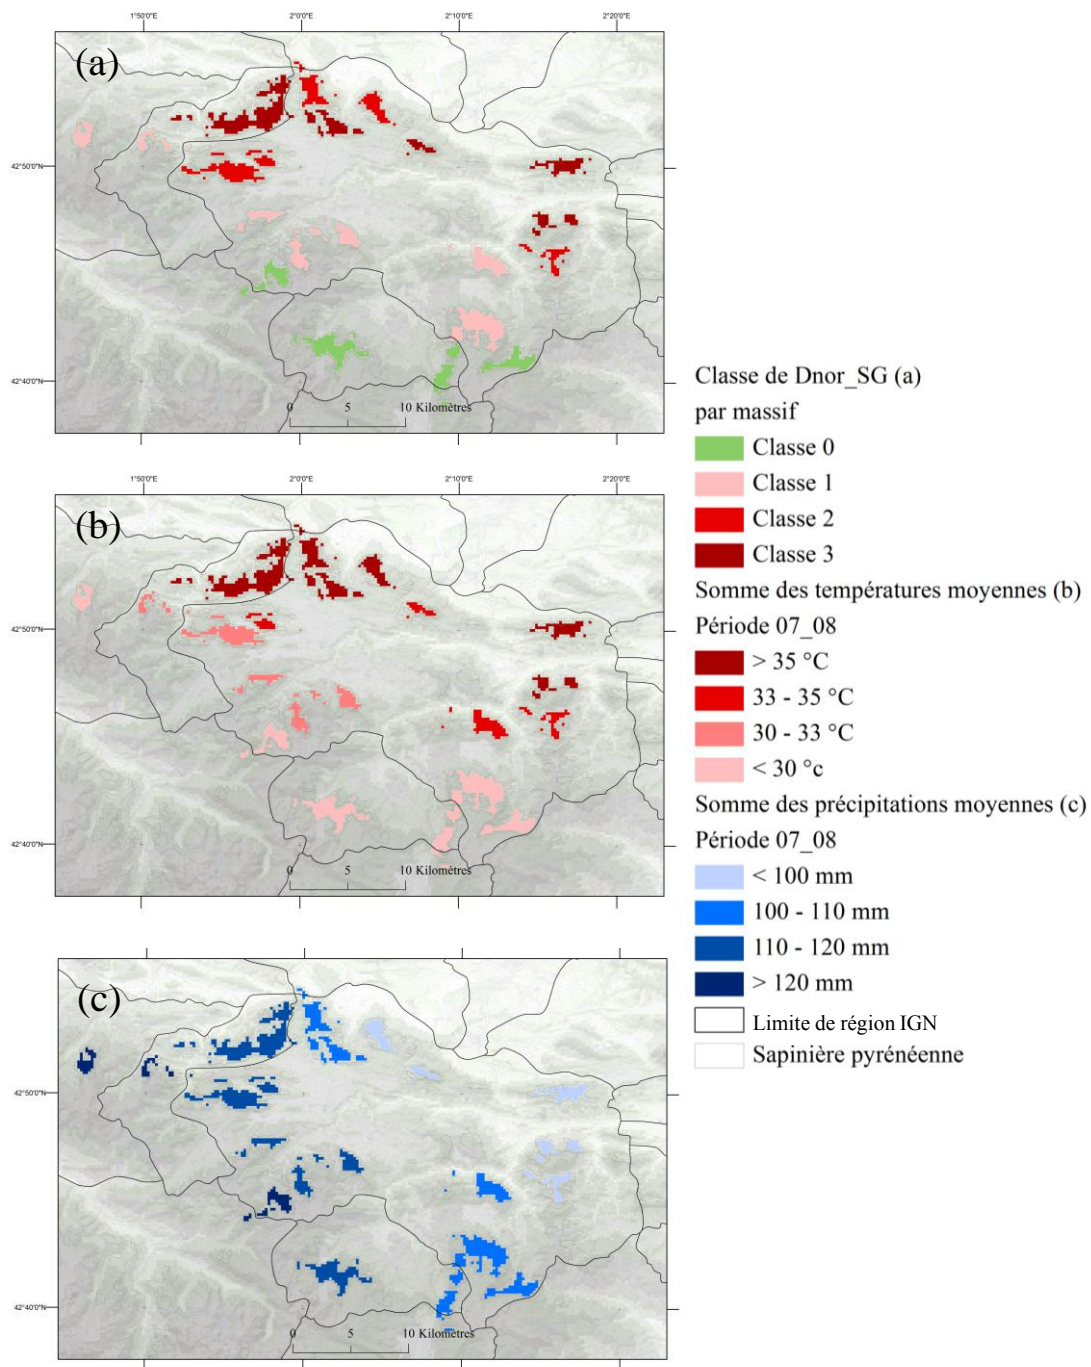 1°50'0"E 2°0'0"E 2°10'0"E 2°20'0"E
(a)
42°50'0"N
42°40'0"N
0 5 10 Kilomètres
1°50'0"E 2°0'0"E 2°10'0"E 2°20'0"E
(b)
42°50'0"N
42°40'0"N
0 5 10 Kilomètres
(c)
42°50'0"N
42°40'0"N
0 5 10 Kilomètres
Classe de Dnor_SG (a)
par massif
Classe 0
Classe 1
Classe 2
Classe 3
Somme des températures moyennes (b)
Période 07_08
> 35 °C
33 - 35 °C
30 - 33 °C
< 30 °c
Somme des précipitations moyennes (c)
Période 07_08
< 100 mm
100 - 110 mm
110 - 120 mm
> 120 mm
Limite de région IGN
Sapinière pyrénéenne